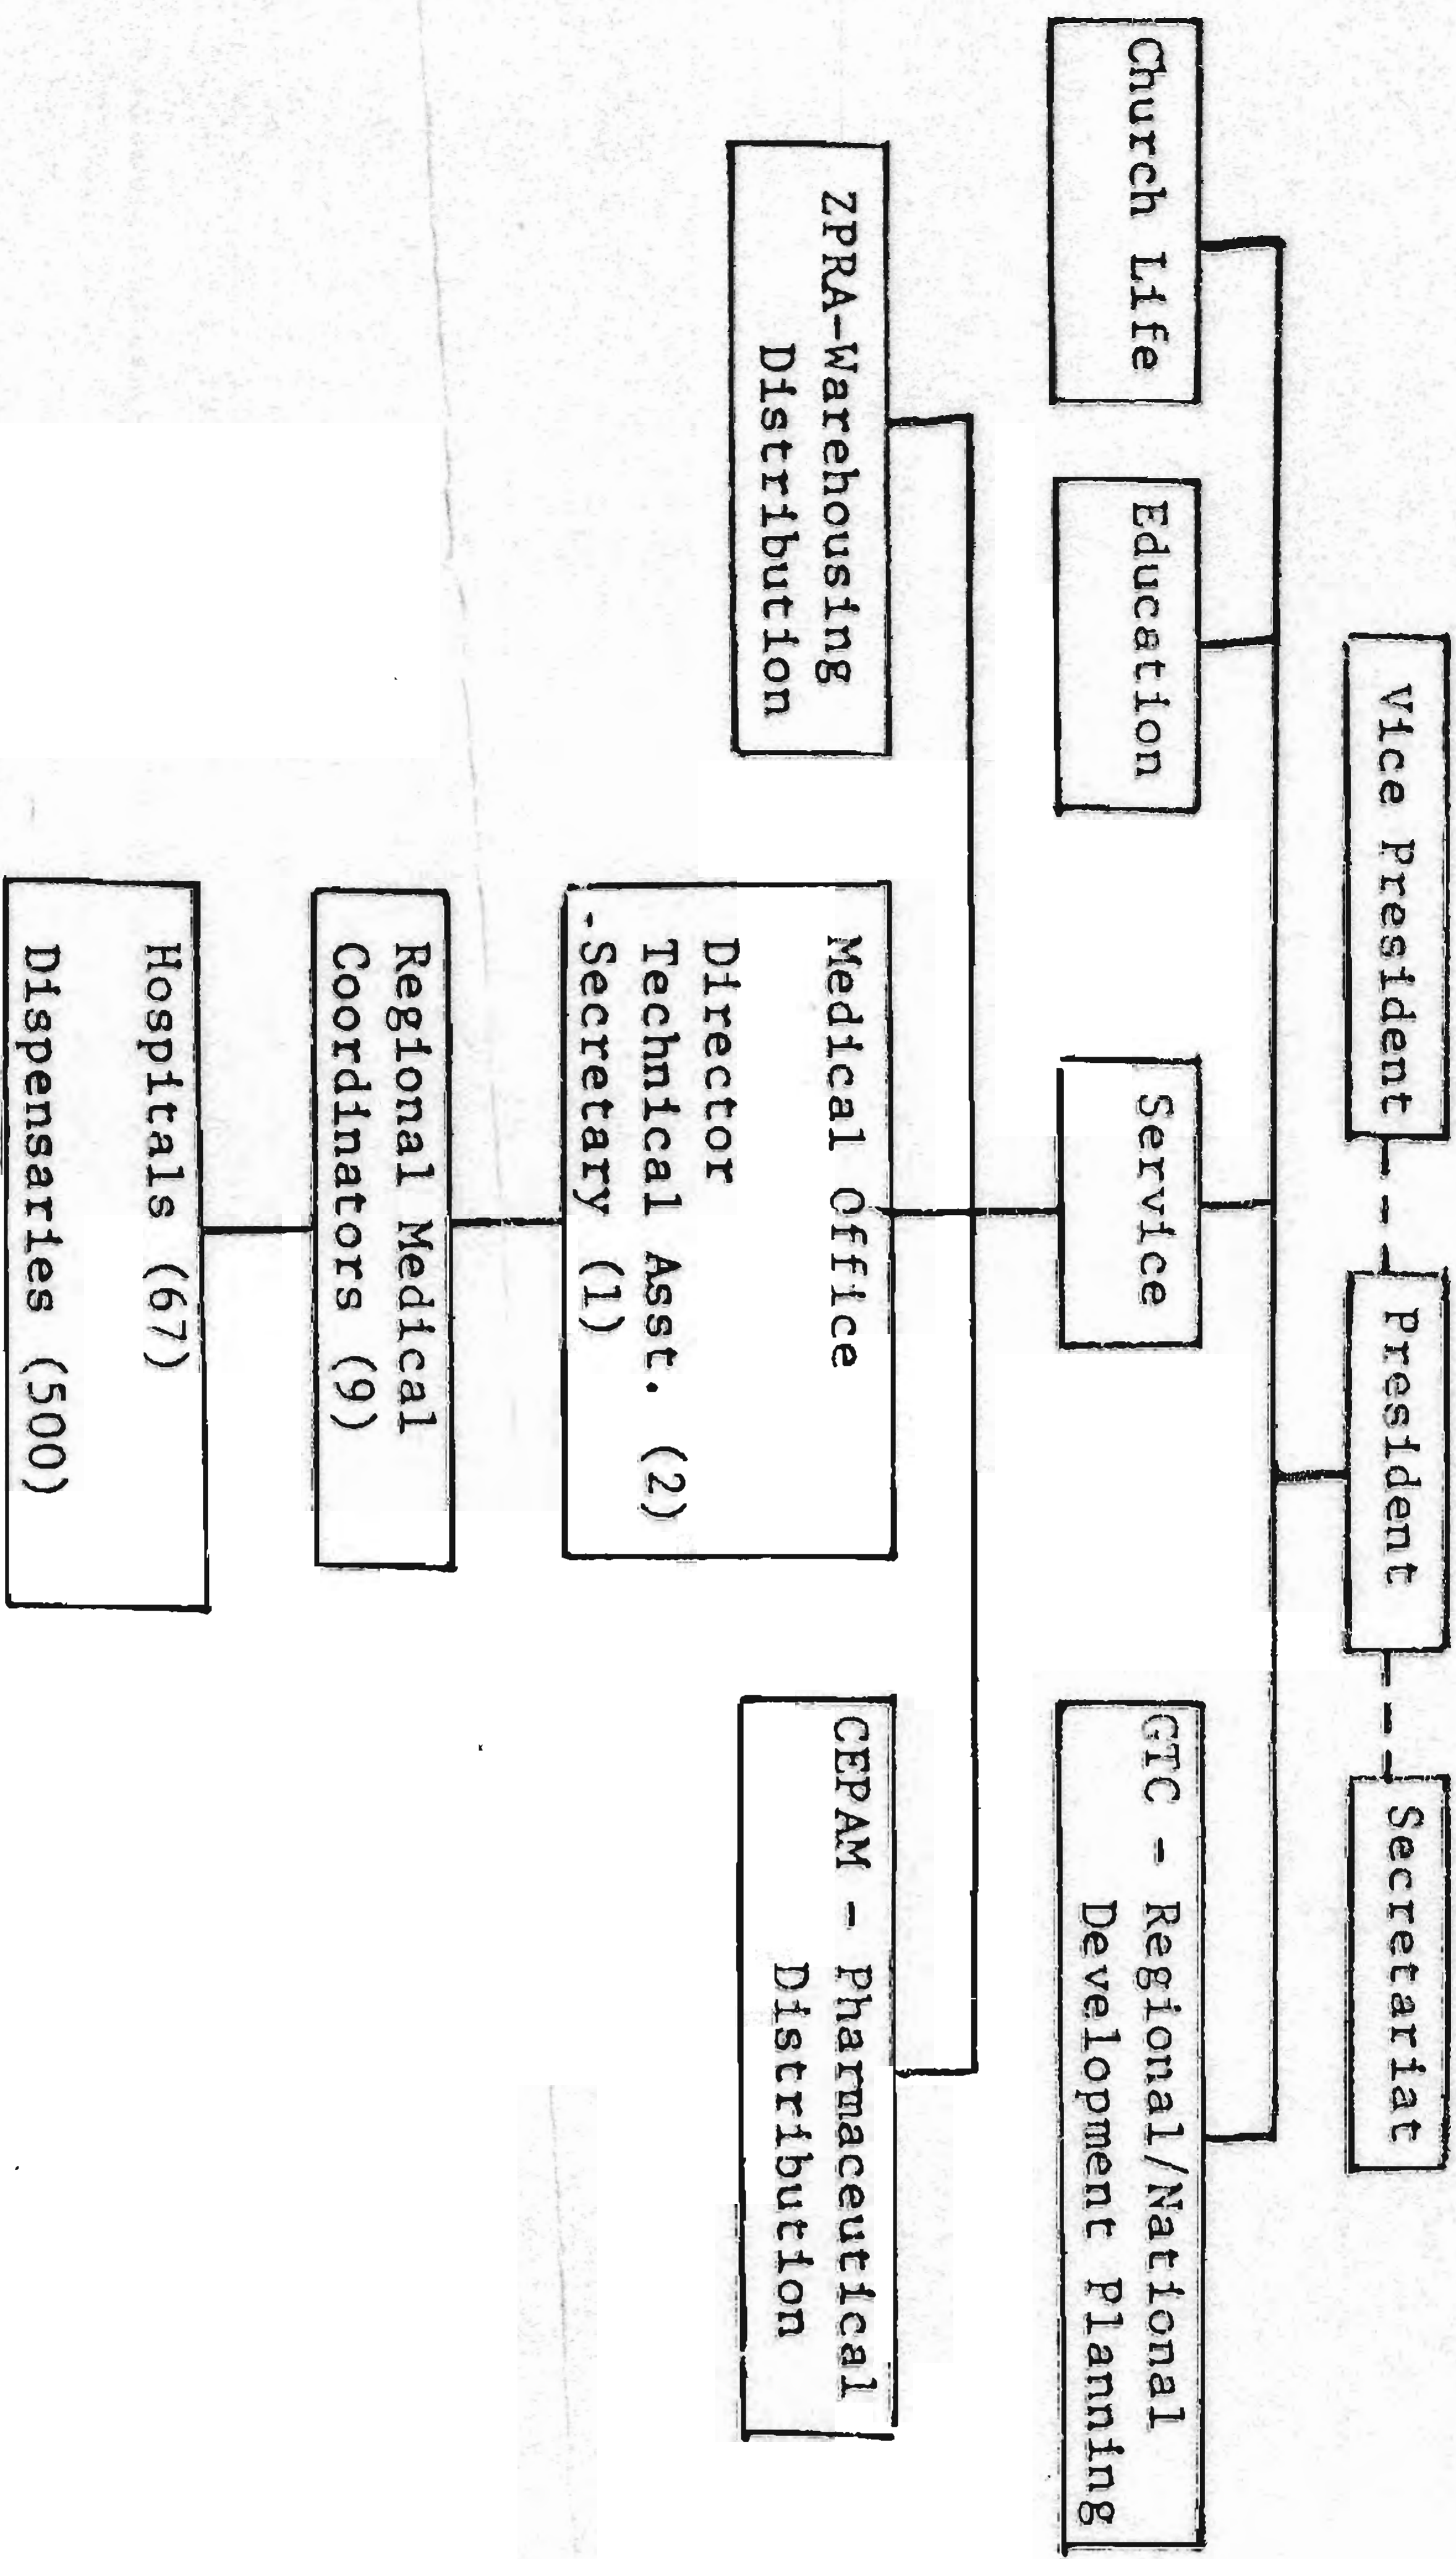 Vice President
President
Secretariat
Church Life
Education
Service
GTC - Regional/National
Development Planning
ZPRA-Warehousing
Distribution
Medical Office
Director
Technical Asst. (2)
-Secretary (1)
CEPAM - Pharmaceutical
Distribution
Regional Medical
Coordinators (9)
Hospitals (67)
Dispensaries (500)